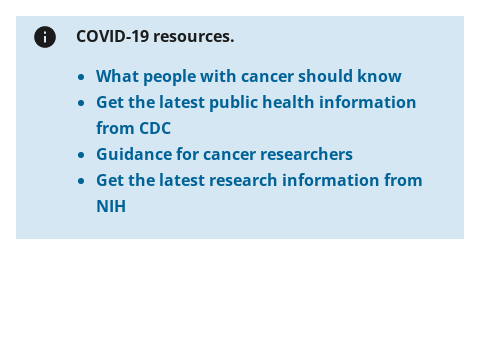 COVID-19 resources.
What people with cancer should know
Get the latest public health information
from CDC
Guidance for cancer researchers
Get the latest research information from
NIH